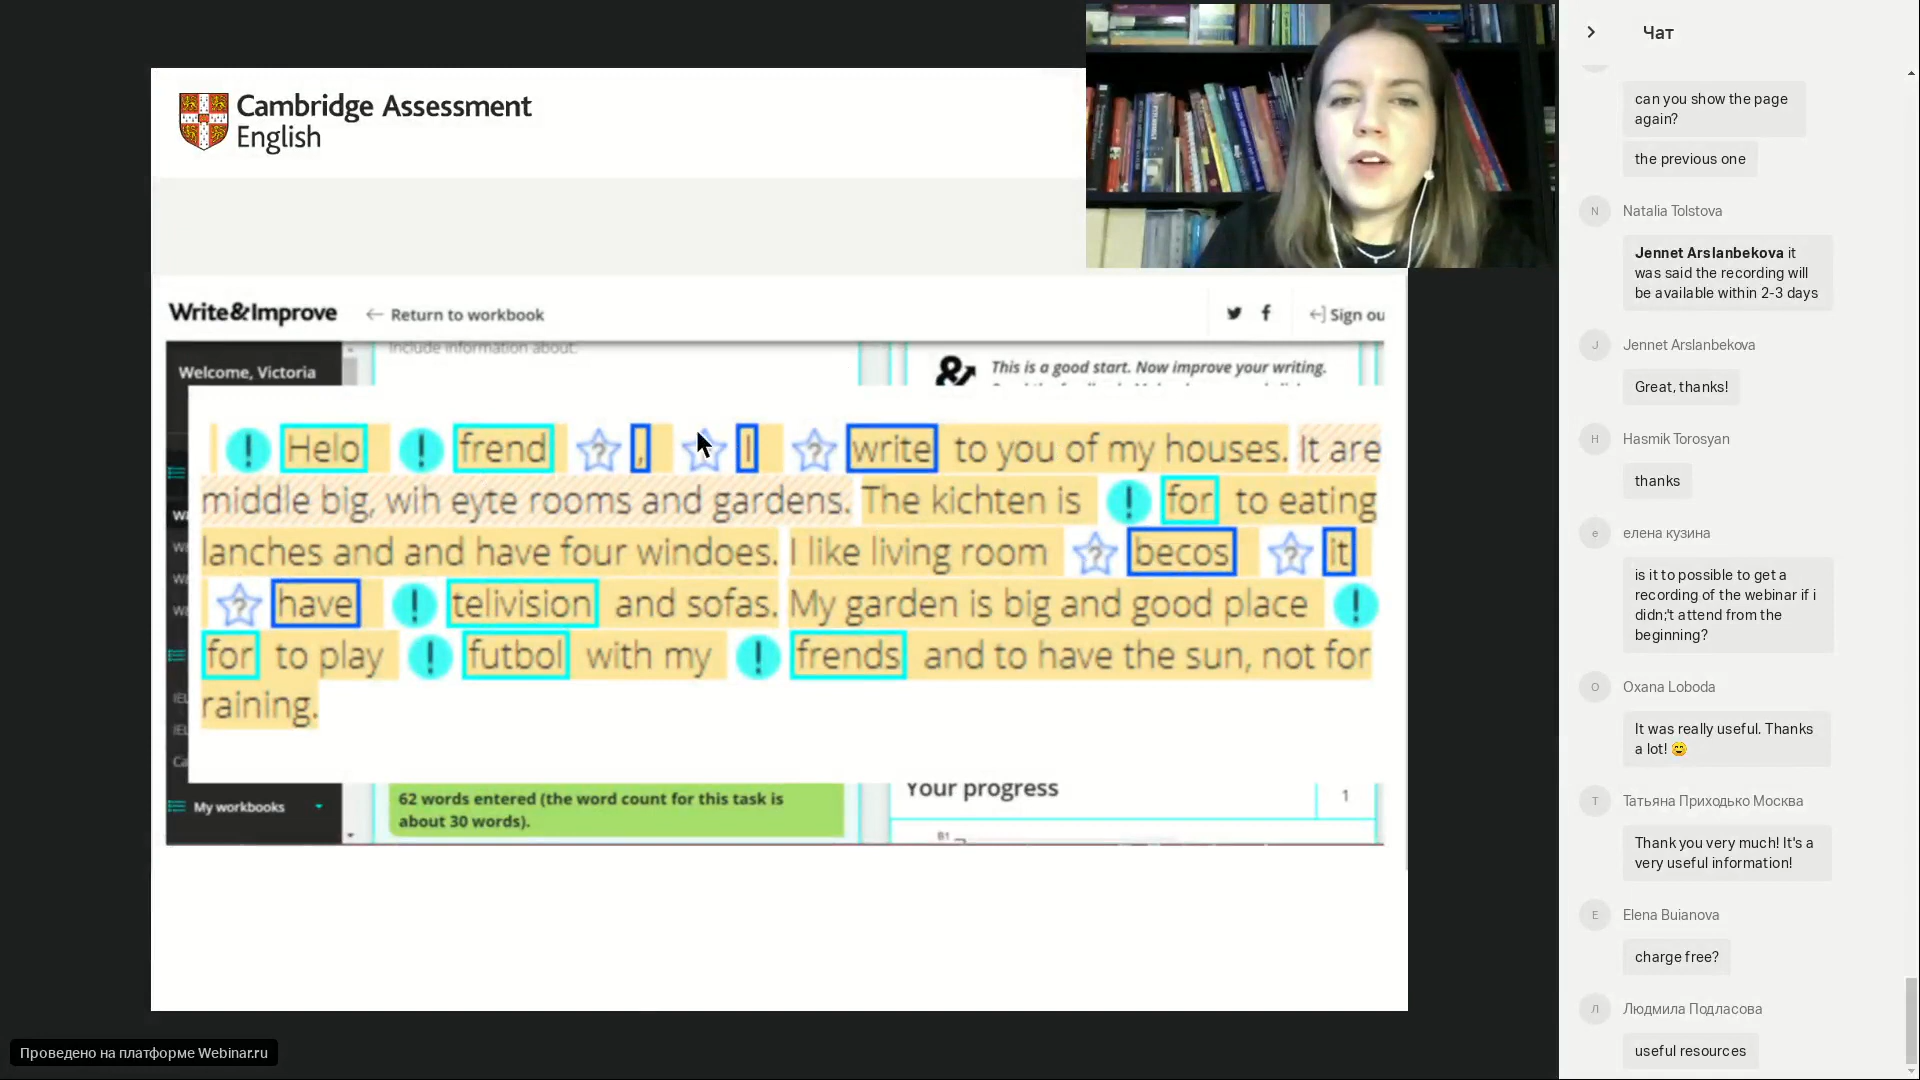 Cambridge Assessment
English
Write&Improve
← Return to workbook
Sign ou
Welcome, Victoria
Include information about:
This is a good start. Now improve your writing.
! Helo ! frend ? , ? I ? write to you of my houses. It are
middle big, wih eyte rooms and gardens. The kichten is ! for to eating
lanches and and have four windoes. I like living room ? becos ? it
? have ! telivision and sofas. My garden is big and good place !
for to play ! futbol with my ! frends and to have the sun, not for
raining.
My workbooks
62 words entered (the word count for this task is
about 30 words).
Your progress
1
B1
Проведено на платформе Webinar.ru
Чат
can you show the page
again?
the previous one
N Natalia Tolstova
Jennet Arslanbekova it
was said the recording will
be available within 2-3 days
J Jennet Arslanbekova
Great, thanks!
H Hasmik Torosyan
thanks
е елена кузина
is it to possible to get a
recording of the webinar if i
didn;'t attend from the
beginning?
O Oxana Loboda
It was really useful. Thanks
a lot! 😊
Т Татьяна Приходько Москва
Thank you very much! It's a
very useful information!
E Elena Buianova
charge free?
Л Людмила Подласова
useful resources